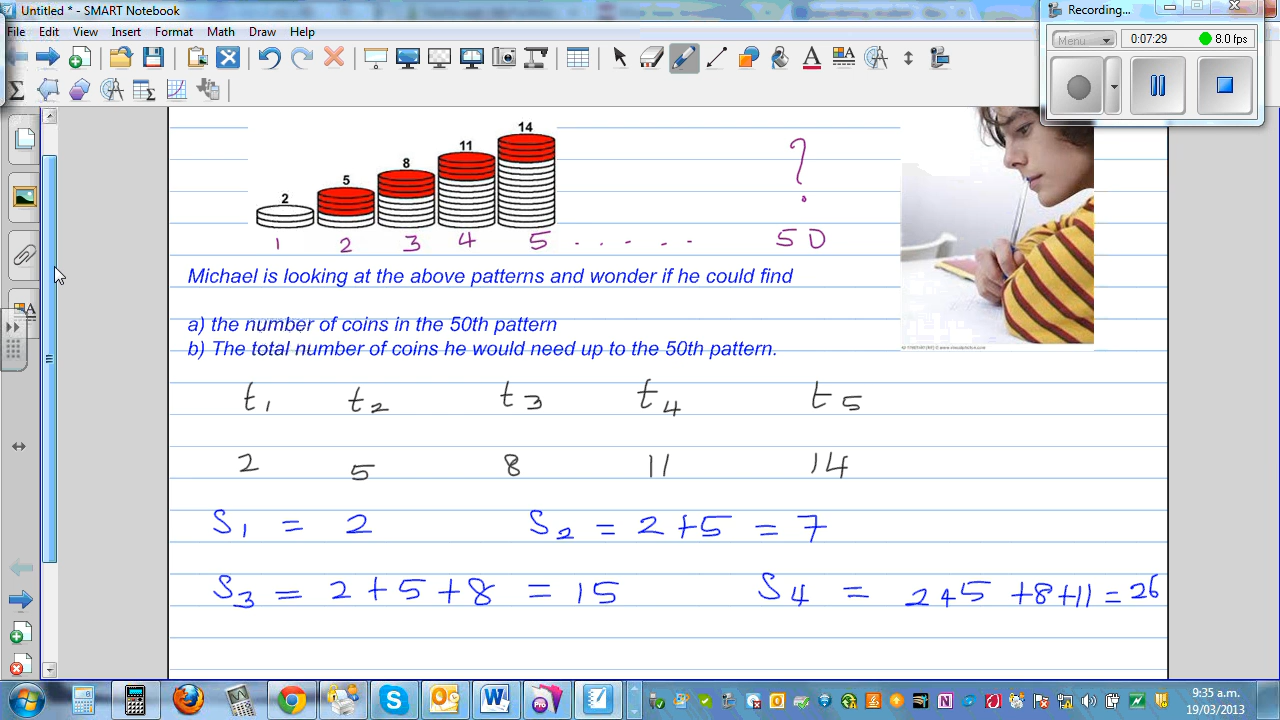 Untitled * - SMART Notebook
Recording...
File Edit View Insert Format Math Draw Help
Menu
0:07:29
8.0 fps
2 5 8 11 14
?
1 2 3 4 5 . . . . . 50
Michael is looking at the above patterns and wonder if he could find
a) the number of coins in the 50th pattern
b) The total number of coins he would need up to the 50th pattern.
t1 t2 t3 t4 t5
2 5 8 11 14
S1 = 2 S2 = 2+5 = 7
S3 = 2+5+8 = 15 S4 = 2+5+8+11=26
9:35 a.m.
19/03/2013